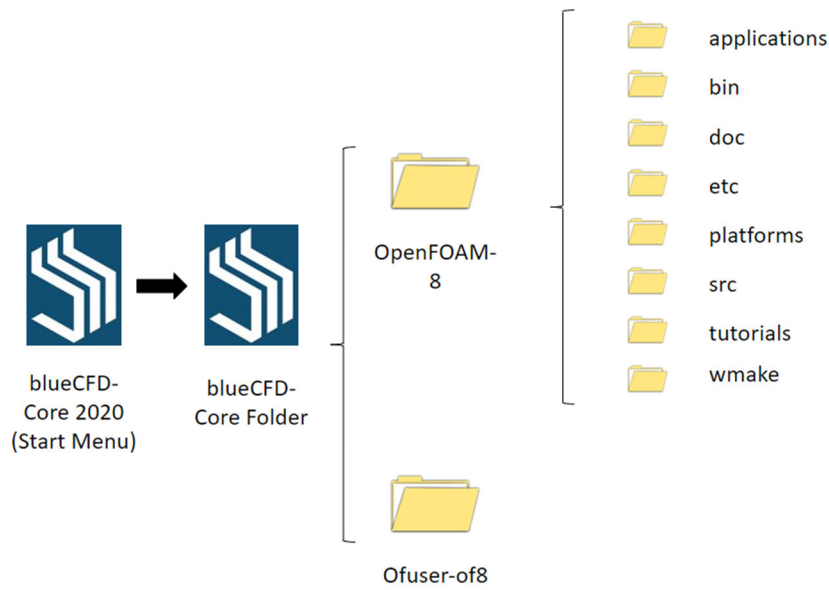 blueCFD-
Core 2020
(Start Menu)
blueCFD-
Core Folder
OpenFOAM-
8
Ofuser-of8
applications
bin
doc
etc
platforms
src
tutorials
wmake